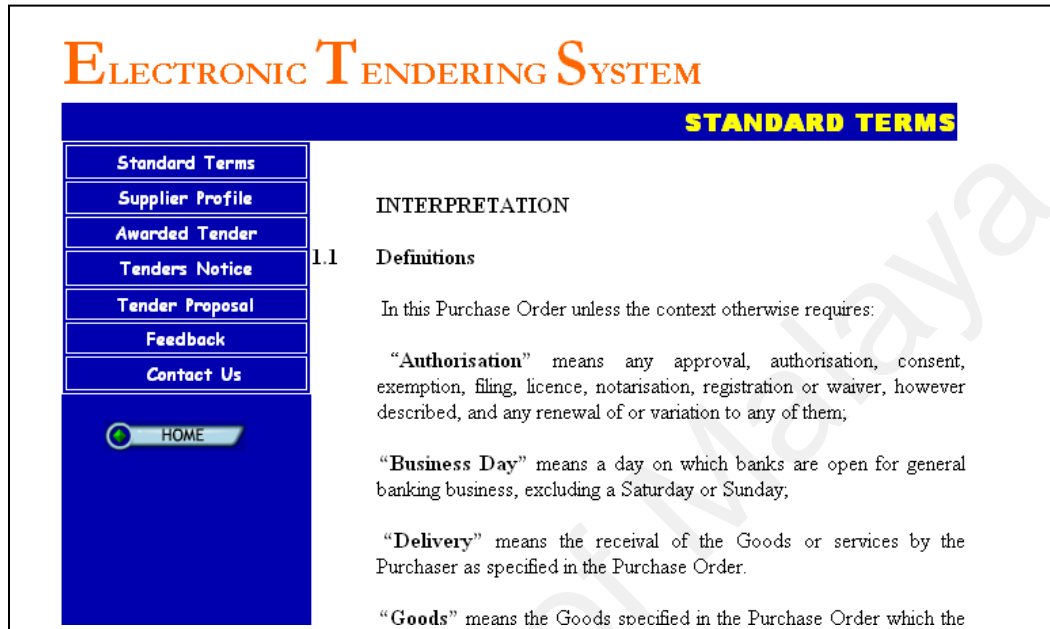 ELECTRONIC TENDERING SYSTEM
STANDARD TERMS
Standard Terms
Supplier Profile
Awarded Tender
Tenders Notice
Tender Proposal
Feedback
Contact Us
HOME
INTERPRETATION
1.1 Definitions
In this Purchase Order unless the context otherwise requires:
“Authorisation” means any approval, authorisation, consent,
exemption, filing, licence, notarisation, registration or waiver, however
described, and any renewal of or variation to any of them;
“Business Day” means a day on which banks are open for general
banking business, excluding a Saturday or Sunday;
“Delivery” means the receival of the Goods or services by the
Purchaser as specified in the Purchase Order.
“Goods” means the Goods specified in the Purchase Order which the
of Malaya